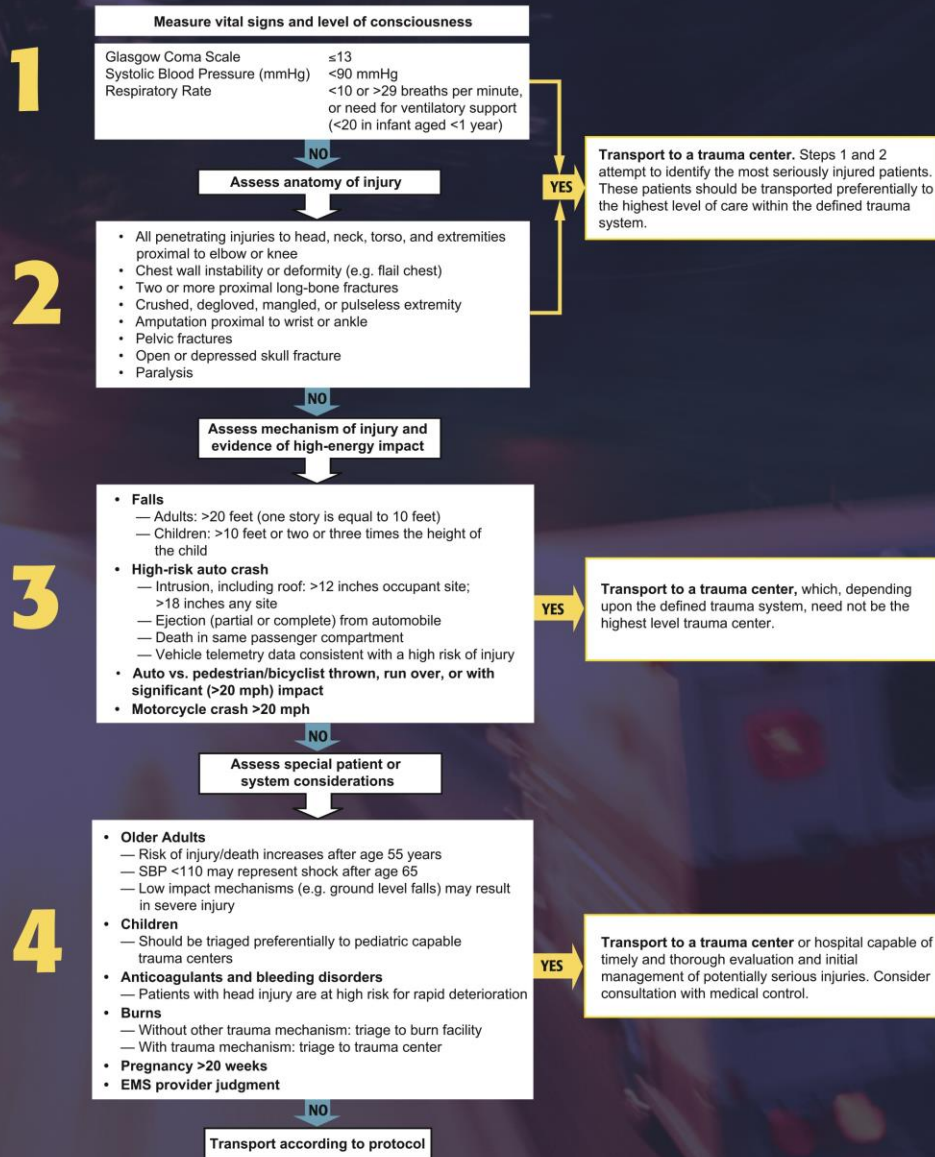 Measure vital signs and level of consciousness
1
Glasgow Coma Scale ≤13
Systolic Blood Pressure (mmHg) <90 mmHg
Respiratory Rate <10 or >29 breaths per minute,
or need for ventilatory support
(<20 in infant aged <1 year)
NO
YES
Transport to a trauma center. Steps 1 and 2
attempt to identify the most seriously injured patients.
These patients should be transported preferentially to
the highest level of care within the defined trauma
system.
Assess anatomy of injury
2
• All penetrating injuries to head, neck, torso, and extremities
proximal to elbow or knee
• Chest wall instability or deformity (e.g. flail chest)
• Two or more proximal long-bone fractures
• Crushed, degloved, mangled, or pulseless extremity
• Amputation proximal to wrist or ankle
• Pelvic fractures
• Open or depressed skull fracture
• Paralysis
NO
Assess mechanism of injury and
evidence of high-energy impact
3
• Falls
— Adults: >20 feet (one story is equal to 10 feet)
— Children: >10 feet or two or three times the height of
the child
• High-risk auto crash
— Intrusion, including roof: >12 inches occupant site;
>18 inches any site
— Ejection (partial or complete) from automobile
— Death in same passenger compartment
— Vehicle telemetry data consistent with a high risk of injury
• Auto vs. pedestrian/bicyclist thrown, run over, or with
significant (>20 mph) impact
• Motorcycle crash >20 mph
YES
Transport to a trauma center, which, depending
upon the defined trauma system, need not be the
highest level trauma center.
NO
Assess special patient or
system considerations
4
• Older Adults
— Risk of injury/death increases after age 55 years
— SBP <110 may represent shock after age 65
— Low impact mechanisms (e.g. ground level falls) may result
in severe injury
• Children
— Should be triaged preferentially to pediatric capable
trauma centers
• Anticoagulants and bleeding disorders
— Patients with head injury are at high risk for rapid deterioration
• Burns
— Without other trauma mechanism: triage to burn facility
— With trauma mechanism: triage to trauma center
• Pregnancy >20 weeks
• EMS provider judgment
YES
Transport to a trauma center or hospital capable of
timely and thorough evaluation and initial
management of potentially serious injuries. Consider
consultation with medical control.
NO
Transport according to protocol